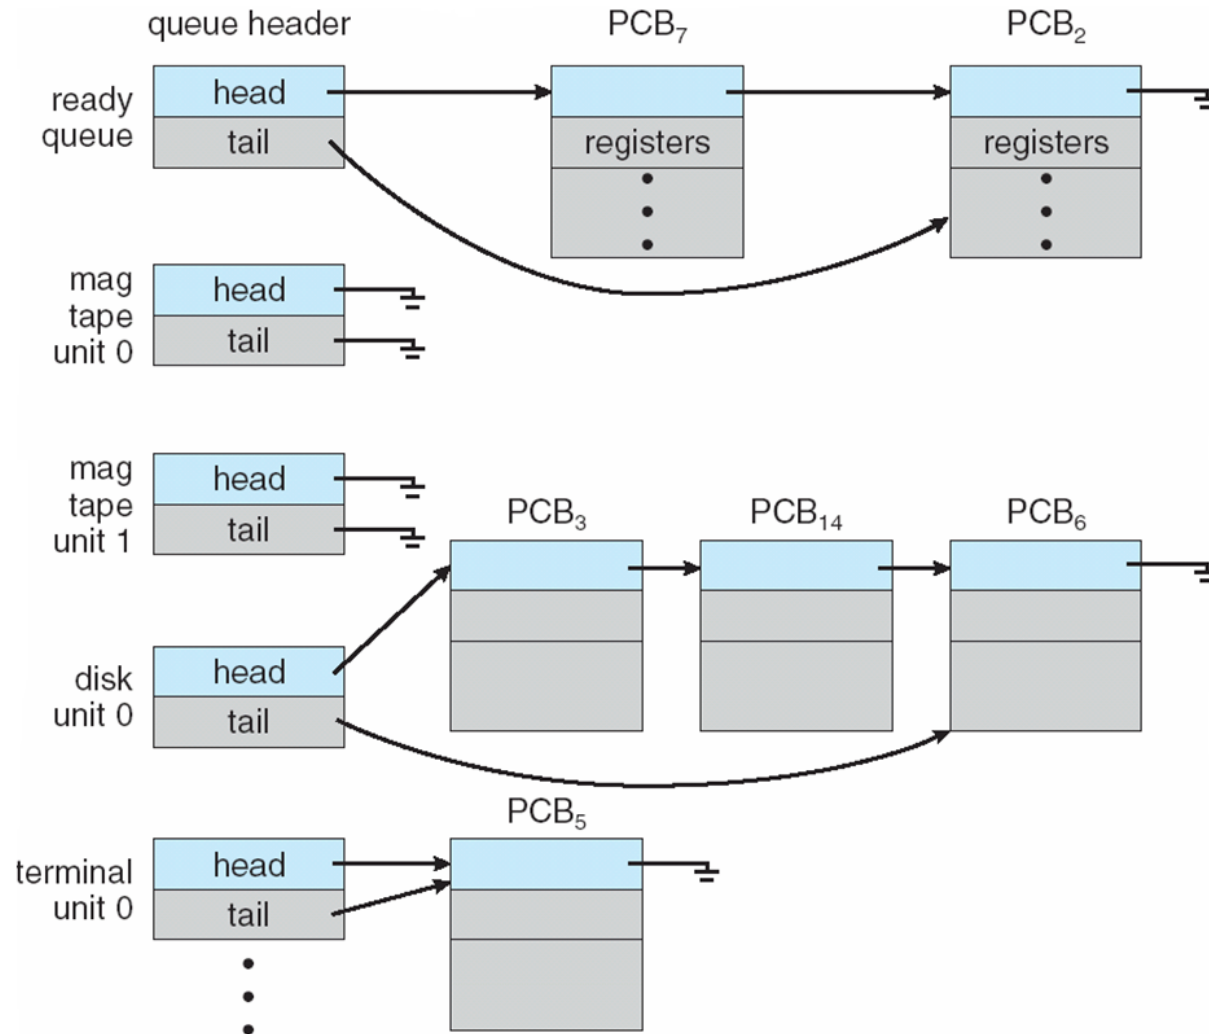 queue header
PCB7
PCB2
ready
queue
head
tail
registers
registers
mag
tape
unit 0
head
tail
mag
tape
unit 1
head
tail
PCB3
PCB14
PCB6
disk
unit 0
head
tail
PCB5
terminal
unit 0
head
tail